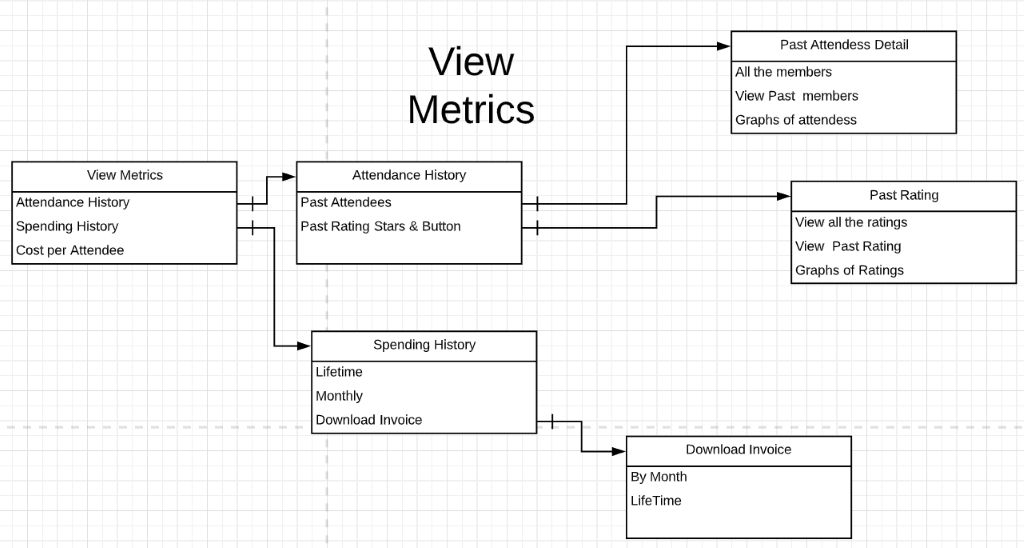 View
Metrics
Past Attendess Detail
All the members
View Past  members
Graphs of attendess
View Metrics
Attendance History
Spending History
Cost per Attendee
Attendance History
Past Attendees
Past Rating Stars & Button
Past Rating
View all the ratings
View  Past Rating
Graphs of Ratings
Spending History
Lifetime
Monthly
Download Invoice
Download Invoice
By Month
LifeTime